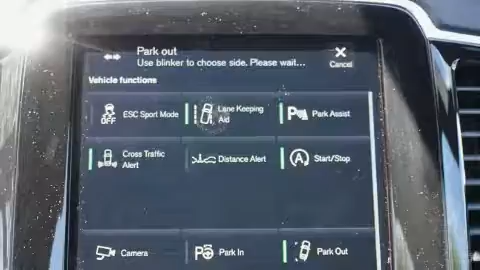 Park out
Use blinker to choose side. Please wait...
Cancel
Vehicle functions
OFF
ESC Sport Mode
Lane Keeping
Aid
P
Park Assist
Cross Traffic
Alert
Distance Alert
A
Start/Stop
Camera
P
Park In
Park Out